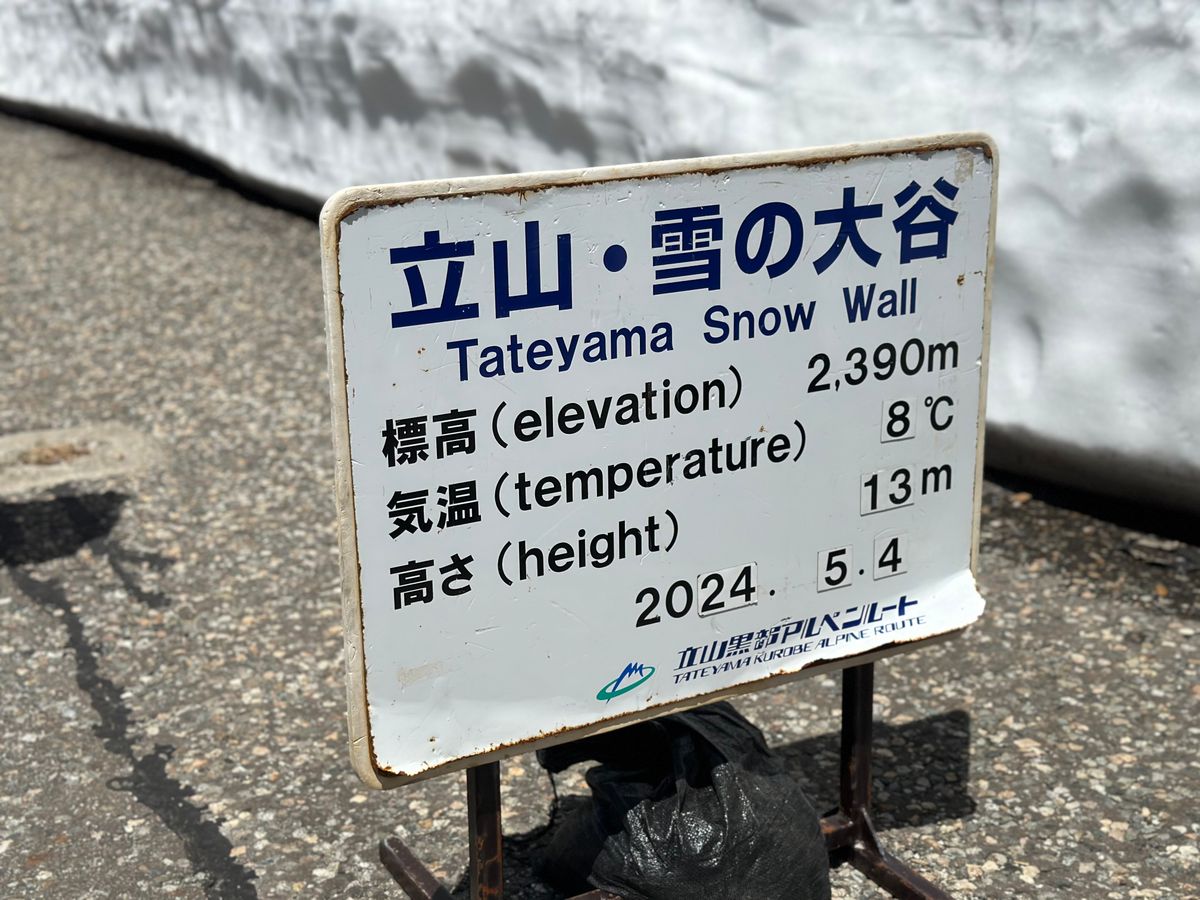 立山・雪の大谷
Tateyama Snow Wall
標高(elevation) 2,390m
気温(temperature) 8℃
高さ(height) 13m
2024. 5.4
立山黒部アルペンルート
TATEYAMA KUROBE ALPINE ROUTE